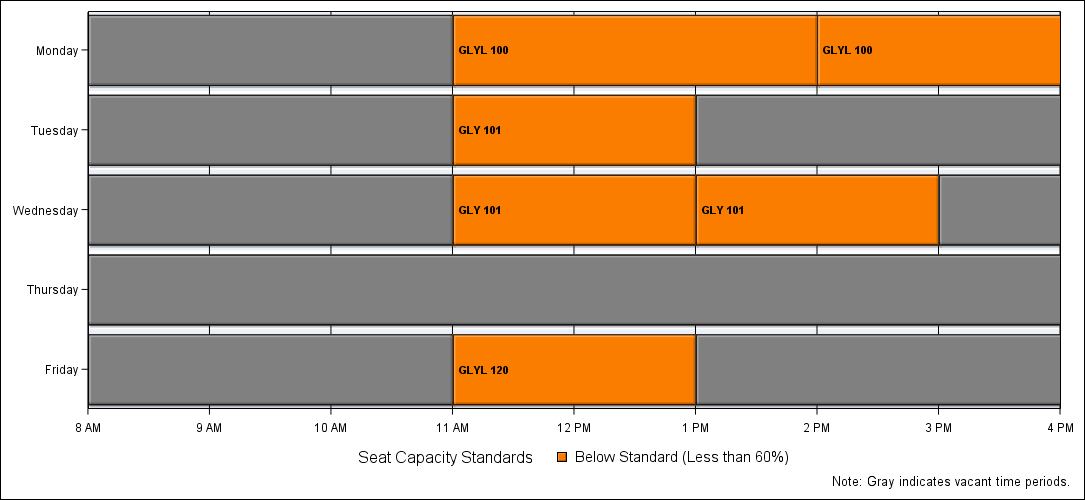 Monday
GLYL 100
GLYL 100
Tuesday
GLY 101
Wednesday
GLY 101
GLY 101
Thursday
Friday
GLYL 120
8 AM 9 AM 10 AM 11 AM 12 PM 1 PM 2 PM 3 PM 4 PM
Seat Capacity Standards Below Standard (Less than 60%)
Note: Gray indicates vacant time periods.